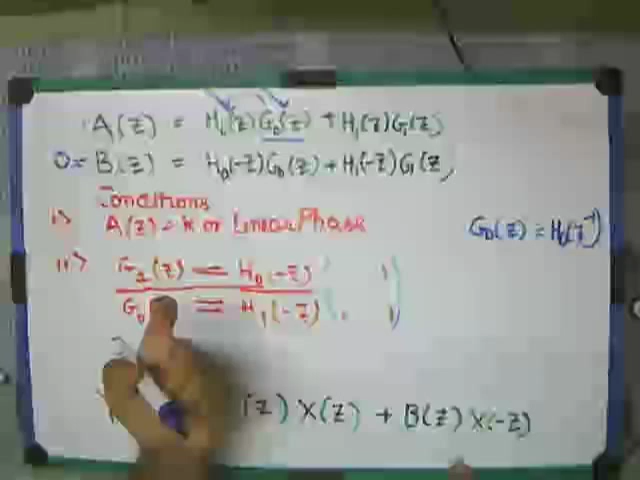 A(z) = H₀(z) G₀(z) + H₁(z) G₁(z)
0 = B(z) = H₀(-z) G₀(z) + H₁(-z) G₁(z)
Conditions
i> A(z) = K or Linear Phase
G₀(z) = H₀(z⁻¹)
ii> G₁(z) = H₀(-z)
G₀ = H₁(-z)
(z) X(z) + B(z) X(-z)